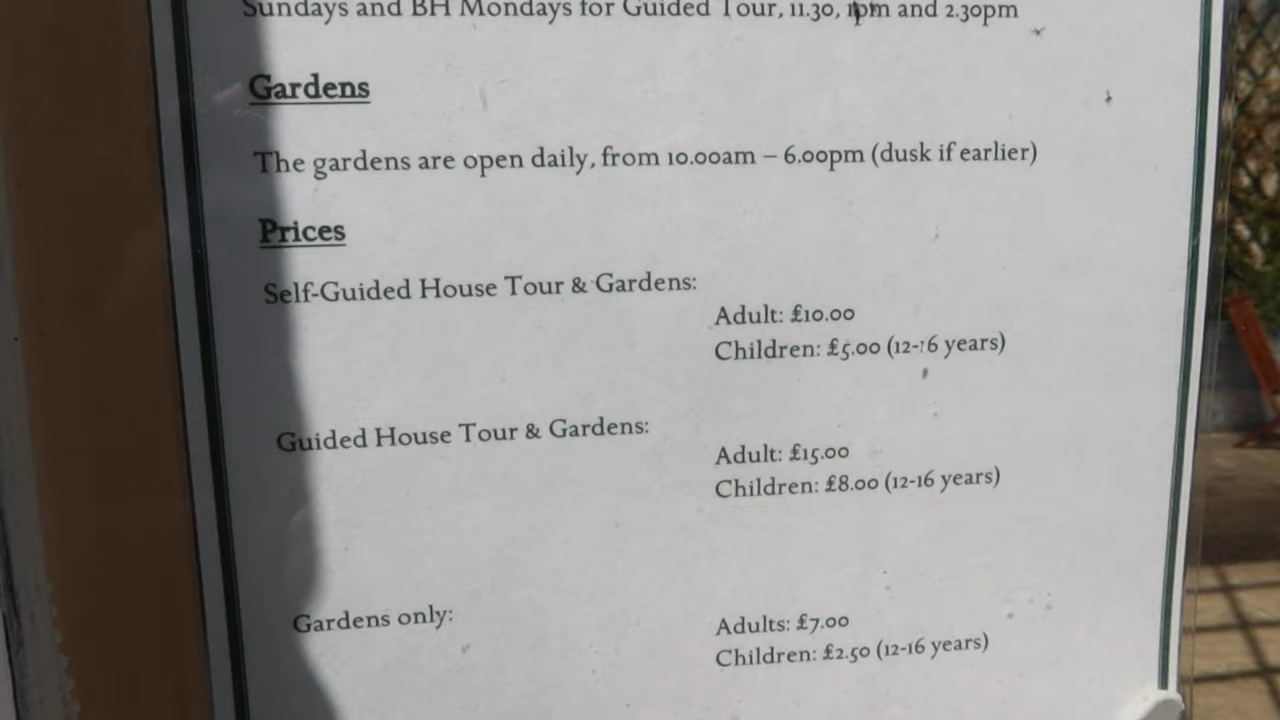 Sundays and BH Mondays for Guided Tour, 11.30, 1pm and 2.30pm
Gardens
The gardens are open daily, from 10.00am – 6.00pm (dusk if earlier)
Prices
Self-Guided House Tour & Gardens:
Adult: £10.00
Children: £5.00 (12-16 years)
Guided House Tour & Gardens:
Adult: £15.00
Children: £8.00 (12-16 years)
Gardens only:
Adults: £7.00
Children: £2.50 (12-16 years)